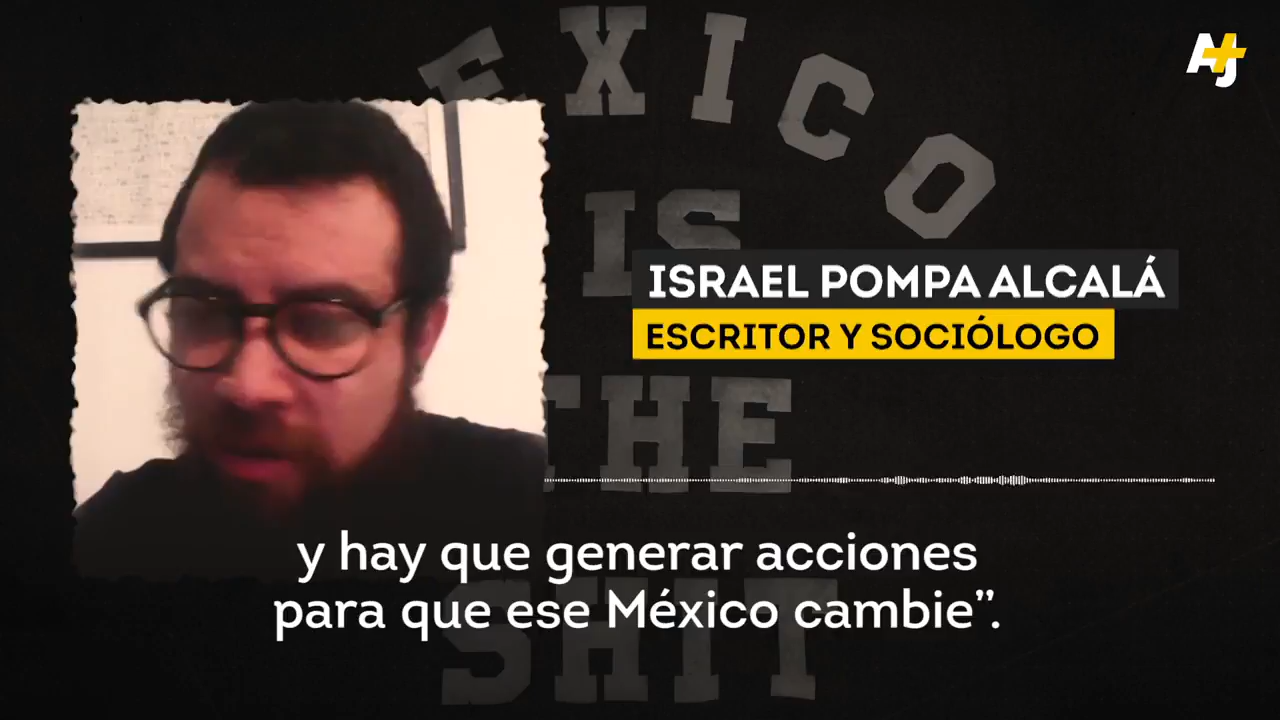 EXICO
IS
THE
SHIT
AJ+
ISRAEL POMPA ALCALÁ
ESCRITOR Y SOCIÓLOGO
y hay que generar acciones
para que ese México cambie”.